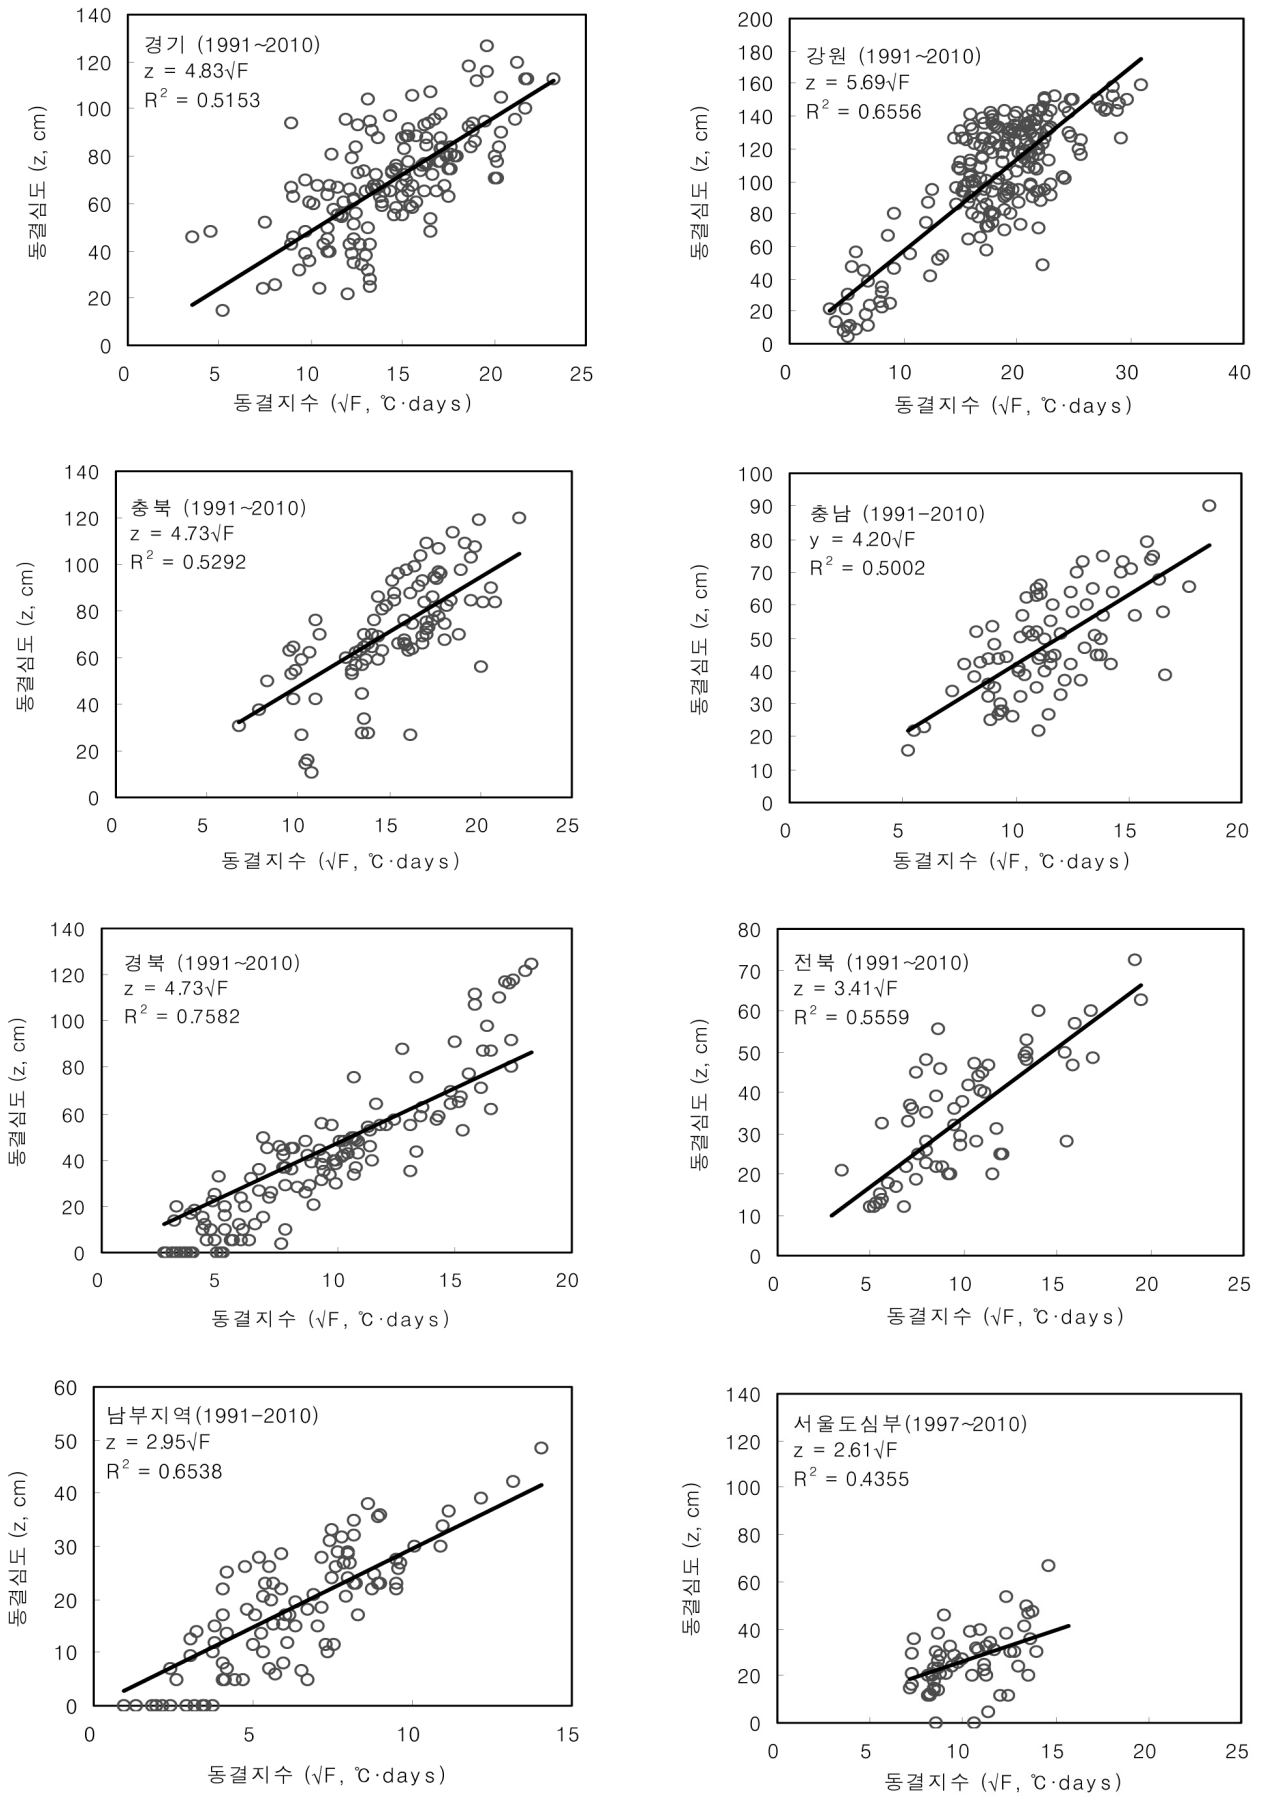 140
120
100
80
60
40
20
0
동결심도 (z, cm)
경기 (1991~2010)
z = 4.83√F
R² = 0.5153
0 5 10 15 20 25
동결지수 (√F, ℃·days)
200
180
160
140
120
100
80
60
40
20
0
동결심도 (z, cm)
강원 (1991~2010)
z = 5.69√F
R² = 0.6556
0 10 20 30 40
동결지수 (√F, ℃·days)
140
120
100
80
60
40
20
0
동결심도 (z, cm)
충북 (1991~2010)
z = 4.73√F
R² = 0.5292
0 5 10 15 20 25
동결지수 (√F, ℃·days)
100
90
80
70
60
50
40
30
20
10
0
동결심도 (z, cm)
충남 (1991-2010)
y = 4.20√F
R² = 0.5002
0 5 10 15 20
동결지수 (√F, ℃·days)
140
120
100
80
60
40
20
0
동결심도 (z, cm)
경북 (1991~2010)
z = 4.73√F
R² = 0.7582
0 5 10 15 20
동결지수 (√F, ℃·days)
80
70
60
50
40
30
20
10
0
동결심도 (z, cm)
전북 (1991~2010)
z = 3.41√F
R² = 0.5559
0 5 10 15 20 25
동결지수 (√F, ℃·days)
60
50
40
30
20
10
0
동결심도 (z, cm)
남부지역(1991-2010)
z = 2.95√F
R² = 0.6538
0 5 10 15
동결지수 (√F, ℃·days)
140
120
100
80
60
40
20
0
동결심도 (z, cm)
서울도심부(1997~2010)
z = 2.61√F
R² = 0.4355
0 5 10 15 20 25
동결지수 (√F, ℃·days)